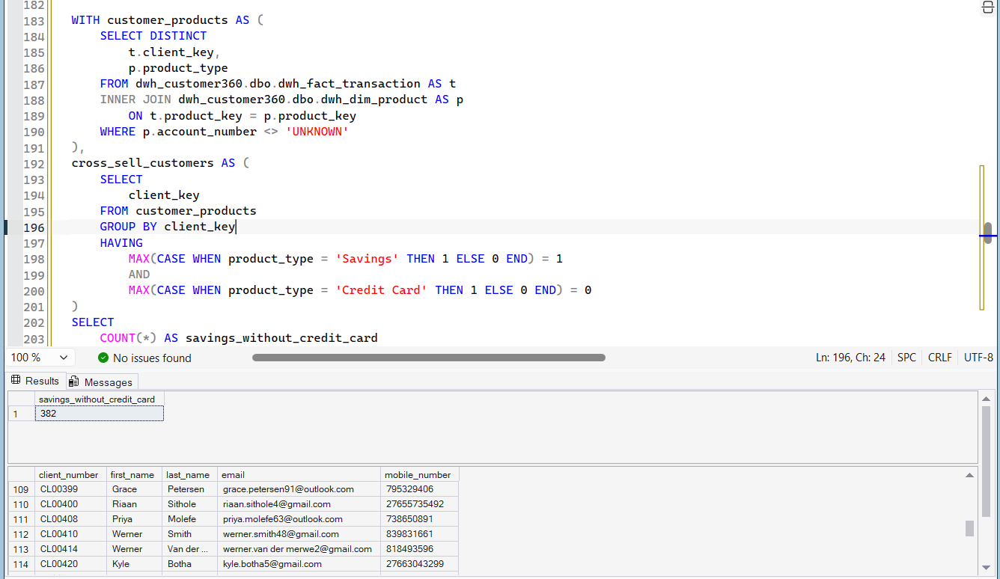 182
183 WITH customer_products AS (
184 SELECT DISTINCT
185 t.client_key,
186 p.product_type
187 FROM dwh_customer360.dbo.dwh_fact_transaction AS t
188 INNER JOIN dwh_customer360.dbo.dwh_dim_product AS p
189 ON t.product_key = p.product_key
190 WHERE p.account_number <> 'UNKNOWN'
191 ),
192 cross_sell_customers AS (
193 SELECT
194 client_key
195 FROM customer_products
196 GROUP BY client_key
197 HAVING
198 MAX(CASE WHEN product_type = 'Savings' THEN 1 ELSE 0 END) = 1
199 AND
200 MAX(CASE WHEN product_type = 'Credit Card' THEN 1 ELSE 0 END) = 0
201 )
202 SELECT
203 COUNT(*) AS savings_without_credit_card
100 % No issues found Ln: 196, Ch: 24 SPC CRLF UTF-8
Results Messages
savings_without_credit_card
1 382
client_number first_name last_name email mobile_number
109 CL00399 Grace Petersen grace.petersen91@outlook.com 795329406
110 CL00400 Riaan Sithole riaan.sithole4@gmail.com 27655735492
111 CL00408 Priya Molefe priya.molefe63@outlook.com 738650891
112 CL00410 Werner Smith werner.smith48@gmail.com 839831661
113 CL00414 Werner Van der ... werner.van der merwe2@gmail.com 818493596
114 CL00420 Kyle Botha kyle.botha5@gmail.com 27663043299